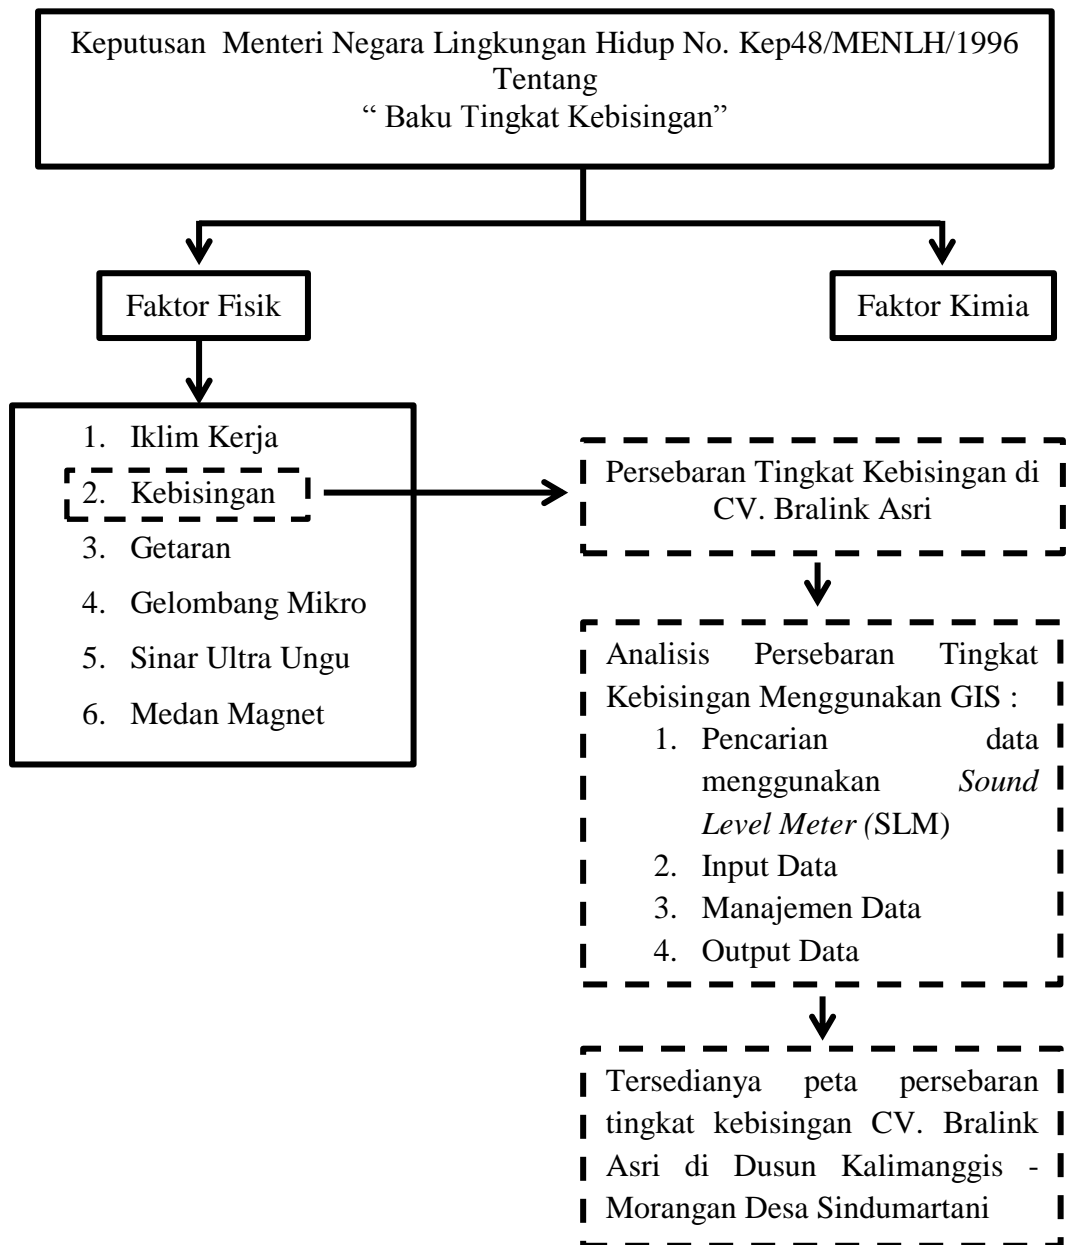 Keputusan Menteri Negara Lingkungan Hidup No. Kep48/MENLH/1996
Tentang
“ Baku Tingkat Kebisingan”
Faktor Fisik
Faktor Kimia
1. Iklim Kerja
2. Kebisingan
3. Getaran
4. Gelombang Mikro
5. Sinar Ultra Ungu
6. Medan Magnet
Persebaran Tingkat Kebisingan di
CV. Bralink Asri
Analisis Persebaran Tingkat
Kebisingan Menggunakan GIS :
1. Pencarian data
menggunakan Sound
Level Meter (SLM)
2. Input Data
3. Manajemen Data
4. Output Data
Tersedianya peta persebaran
tingkat kebisingan CV. Bralink
Asri di Dusun Kalimanggis -
Morangan Desa Sindumartani